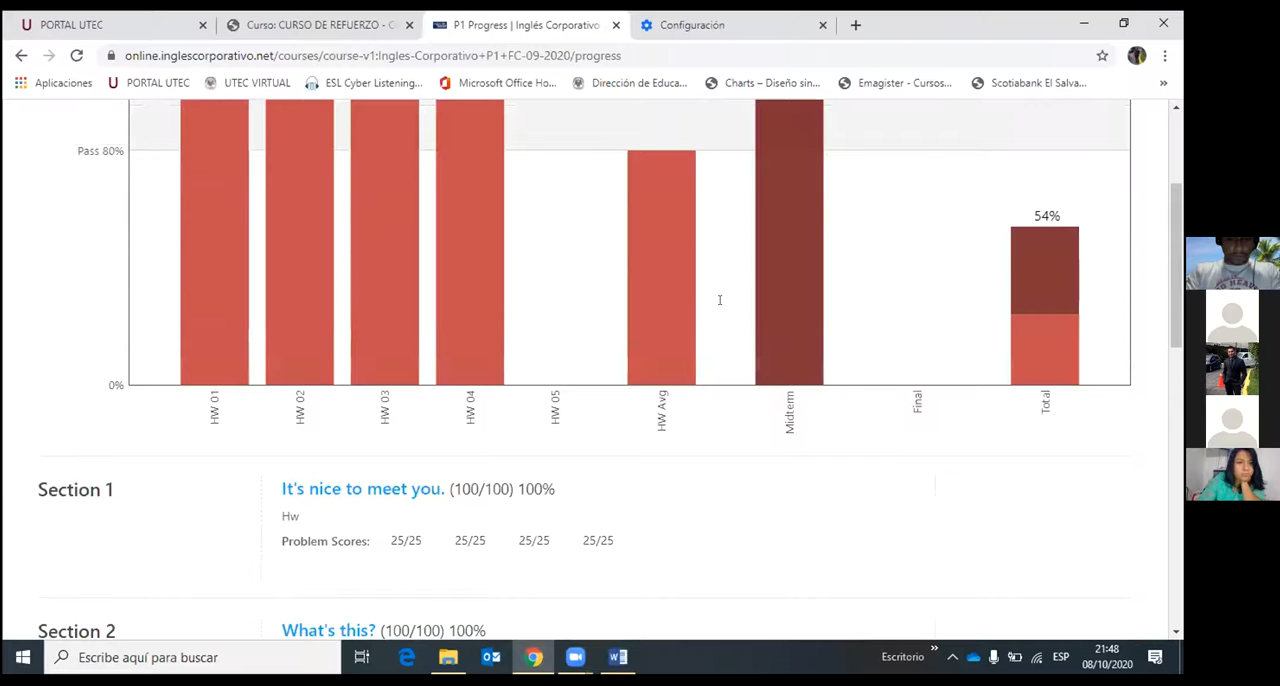 PORTAL UTEC
Curso: CURSO DE REFUERZO - C
P1 Progress | Inglés Corporativo
Configuración
online.inglescorporativo.net/courses/course-v1:Ingles-Corporativo+P1+FC-09-2020/progress
Aplicaciones
PORTAL UTEC
UTEC VIRTUAL
ESL Cyber Listening...
Microsoft Office Ho...
Dirección de Educa...
Charts – Diseño sin...
Emagister - Cursos...
Scotiabank El Salva...
Pass 80%
54%
0%
HW 01
HW 02
HW 03
HW 04
HW 05
HW Avg
Midterm
Final
Total
Section 1
It's nice to meet you. (100/100) 100%
Hw
Problem Scores: 25/25 25/25 25/25 25/25
Section 2
What's this? (100/100) 100%
Escribe aquí para buscar
Escritorio
ESP
21:48
08/10/2020